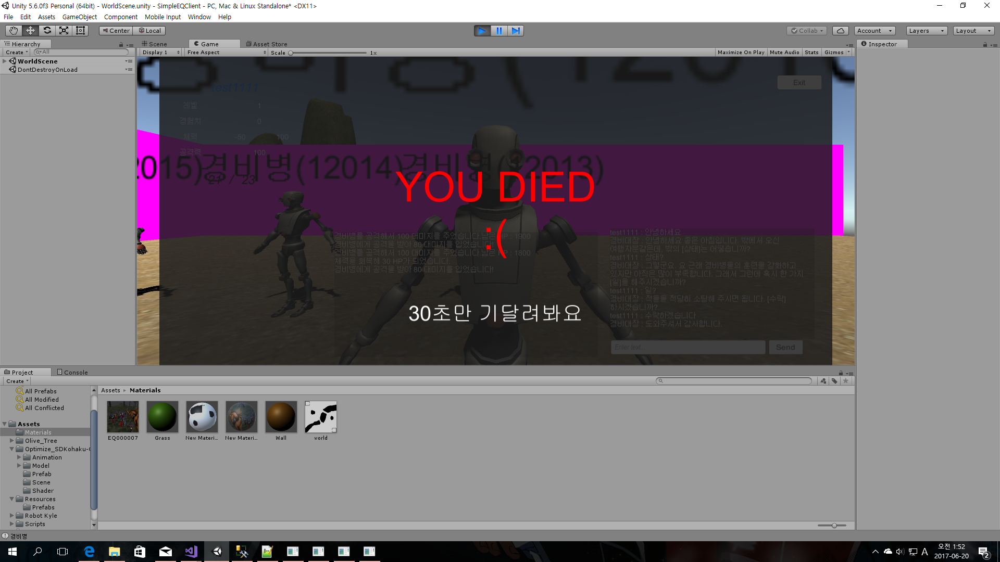 Unity 5.6.0f3 Personal (64bit) - WorldScene.unity - SimpleEQClient - PC, Mac & Linux Standalone* <DX11>
File Edit Assets GameObject Component Mobile Input Window Help
Center Local
Collab Account Layers Layout
Hierarchy
Scene Game Asset Store
Inspector
Create All
Display 1 Free Aspect Scale 1x
Maximize On Play Mute Audio Stats Gizmos
WorldScene
DontDestroyOnLoad
test1111
Exit
레벨 1
경험치 0
체력 -50 100
공격력 100
2015)경비병(12014)경비병(12013)
21 / 23
YOU DIED
:(
30초만 기달려봐요
경비병를 공격해서 100 대미지를 주었습니다.남은 HP : 1900
경비병에게 공격을 받아 80 대미지를 입었습니다!
경비병를 공격해서 100 대미지를 주었습니다.남은 HP : 1800
체력을 회복해 30 HP가 되었습니다.
경비병에게 공격을 받아 80 대미지를 입었습니다!
test1111 : 안녕하세요
경비대장 : 안녕하세요 좋은 아침입니다. 밖에서 오신
여행자분같은데, 밖의 [상태]는 어떻습니까?
test1111 : 상태?
경비대장 : 그렇군요. 요 근래 경비병들의 훈련을 강화하고
있지만 아직은 많이 부족합니다. 그래서 그런데 혹시 한 가지
[일]을 해주시겠습니까?
test1111 : 일?
경비대장 : 적들을 적당히 소탕해 주시면 됩니다. [수락]
하시겠습니까?
test1111 : 수락하겠습니다
경비대장 : 도와주셔서 감사합니다.
Enter text... Send
Project Console
Create
All Prefabs
All Modified
All Conflicted
Assets
Materials
Olive_Tree
Optimize_SDKohaku-
Animation
Model
Prefab
Scene
Shader
Resources
Prefabs
Robot Kyle
Scripts
Assets Materials
EQ000007 Grass New Materi... New Materi... Wall world
경비병
A
오전 1:52
2017-06-20
2